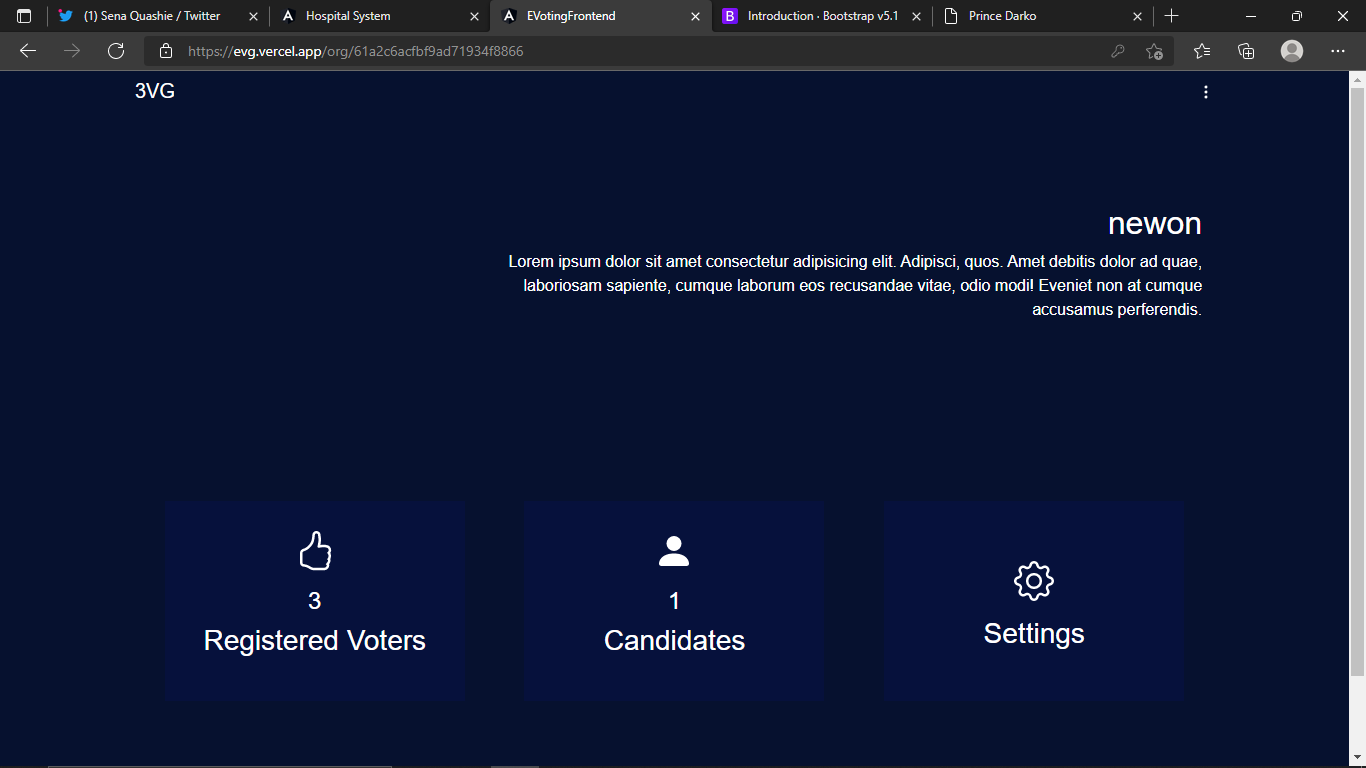 (1) Sena Quashie / Twitter
Hospital System
EVotingFrontend
B Introduction · Bootstrap v5.1
Prince Darko
https://evg.vercel.app/org/61a2c6acfbf9ad71934f8866
3VG
newon
Lorem ipsum dolor sit amet consectetur adipisicing elit. Adipisci, quos. Amet debitis dolor ad quae,
laboriosam sapiente, cumque laborum eos recusandae vitae, odio modi! Eveniet non at cumque
accusamus perferendis.
3
Registered Voters
1
Candidates
Settings